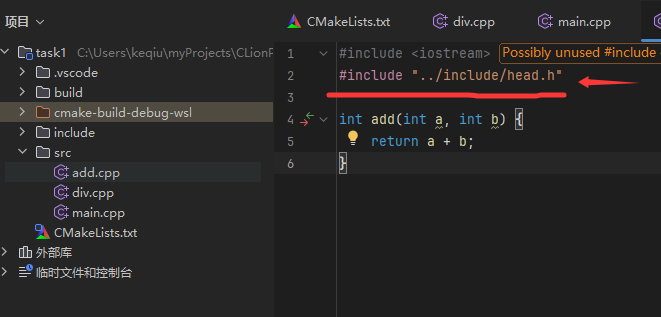 项目
CMakeLists.txt
div.cpp
main.cpp
task1 C:\Users\keqiu\myProjects\CLionP
.vscode
build
cmake-build-debug-wsl
include
src
add.cpp
div.cpp
main.cpp
CMakeLists.txt
外部库
临时文件和控制台
1 #include <iostream> Possibly unused #include
2 #include "../include/head.h"
3
4 int add(int a, int b) {
5 return a + b;
6 }